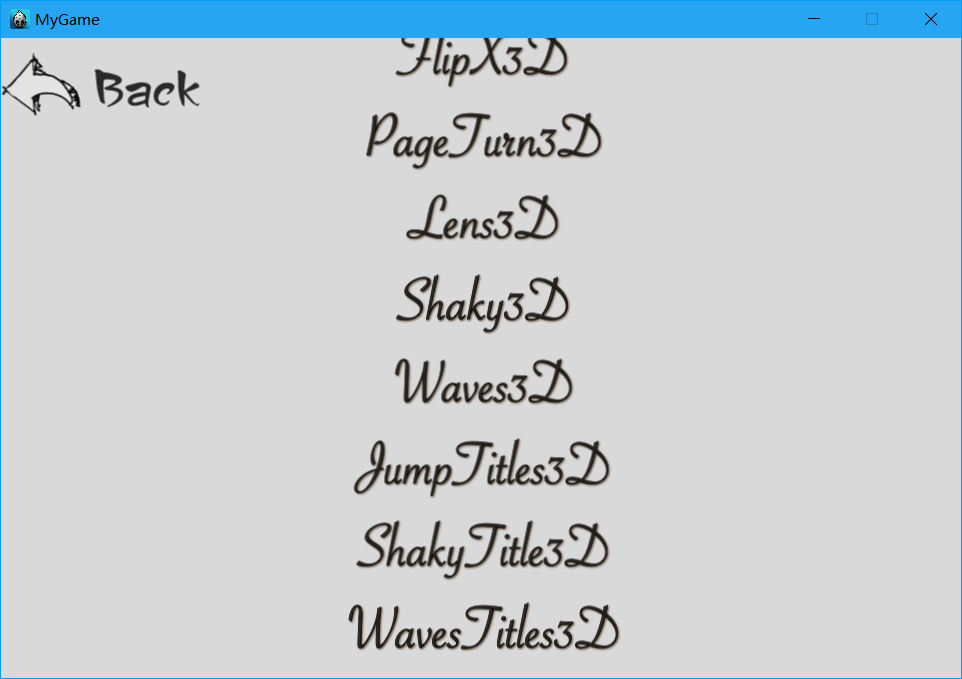 MyGame
Back
FlipX3D
PageTurn3D
Lens3D
Shaky3D
Waves3D
JumpTitles3D
ShakyTitle3D
WavesTitles3D